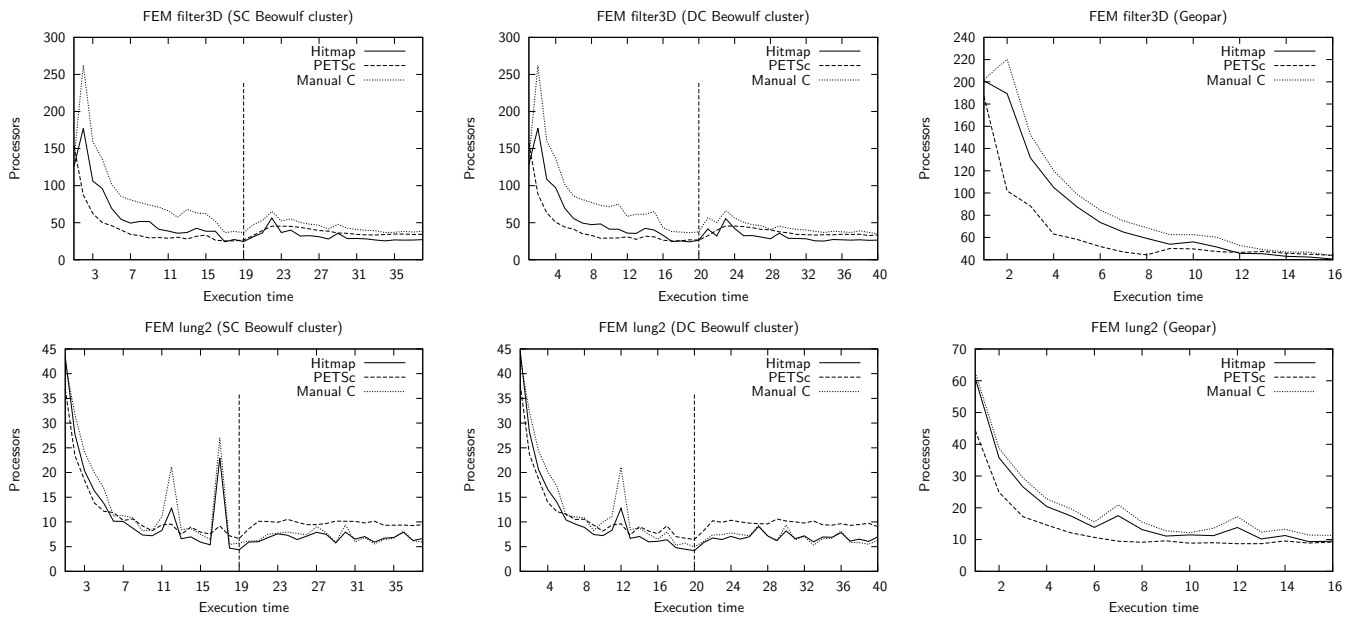 FEM filter3D (SC Beowulf cluster)
300
250
200
150
100
50
0
Processors
Hitmap
PETSc
Manual C
3 7 11 15 19 23 27 31 35
Execution time
FEM filter3D (DC Beowulf cluster)
300
250
200
150
100
50
0
Processors
Hitmap
PETSc
Manual C
4 8 12 16 20 24 28 32 36 40
Execution time
FEM filter3D (Geopar)
240
220
200
180
160
140
120
100
80
60
40
Processors
Hitmap
PETSc
Manual C
2 4 6 8 10 12 14 16
Execution time
FEM lung2 (SC Beowulf cluster)
45
40
35
30
25
20
15
10
5
0
Processors
Hitmap
PETSc
Manual C
3 7 11 15 19 23 27 31 35
Execution time
FEM lung2 (DC Beowulf cluster)
45
40
35
30
25
20
15
10
5
0
Processors
Hitmap
PETSc
Manual C
4 8 12 16 20 24 28 32 36 40
Execution time
FEM lung2 (Geopar)
70
60
50
40
30
20
10
0
Processors
Hitmap
PETSc
Manual C
2 4 6 8 10 12 14 16
Execution time